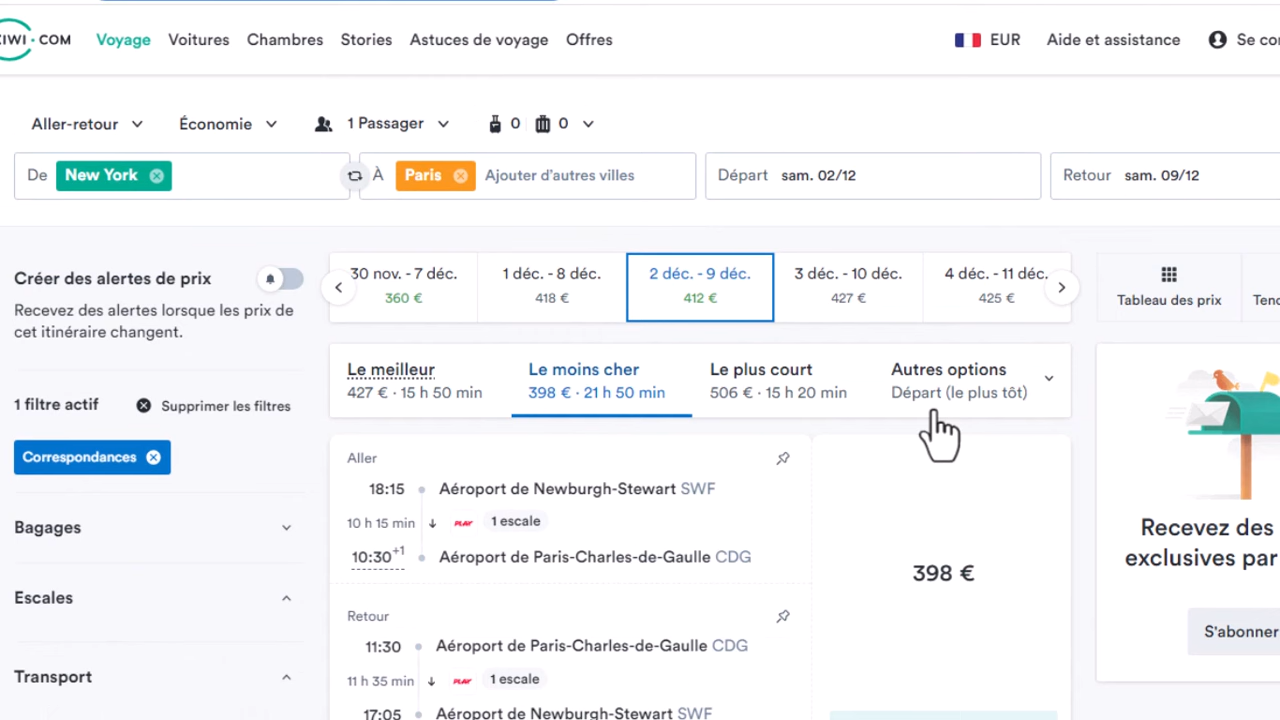 IWI.COM Voyage Voitures Chambres Stories Astuces de voyage Offres EUR Aide et assistance
Aller-retour Économie 1 Passager 0 0
De New York À Paris Ajouter d'autres villes Départ sam. 02/12 Retour sam. 09/12
Créer des alertes de prix
Recevez des alertes lorsque les prix de
cet itinéraire changent.
30 nov. - 7 déc. 1 déc. - 8 déc. 2 déc. - 9 déc. 3 déc. - 10 déc. 4 déc. - 11 déc.
360 € 418 € 412 € 427 € 425 €
Tableau des prix
Le meilleur Le moins cher Le plus court Autres options
427 € · 15 h 50 min 398 € · 21 h 50 min 506 € · 15 h 20 min Départ (le plus tôt)
1 filtre actif Supprimer les filtres
Correspondances
Bagages
Escales
Transport
Aller
18:15 Aéroport de Newburgh-Stewart SWF
10 h 15 min PLAY 1 escale
10:30+1 Aéroport de Paris-Charles-de-Gaulle CDG
Retour
11:30 Aéroport de Paris-Charles-de-Gaulle CDG
11 h 35 min PLAY 1 escale
17:05 Aéroport de Newburgh-Stewart SWF
398 €
Recevez des
exclusives par
S'abonner